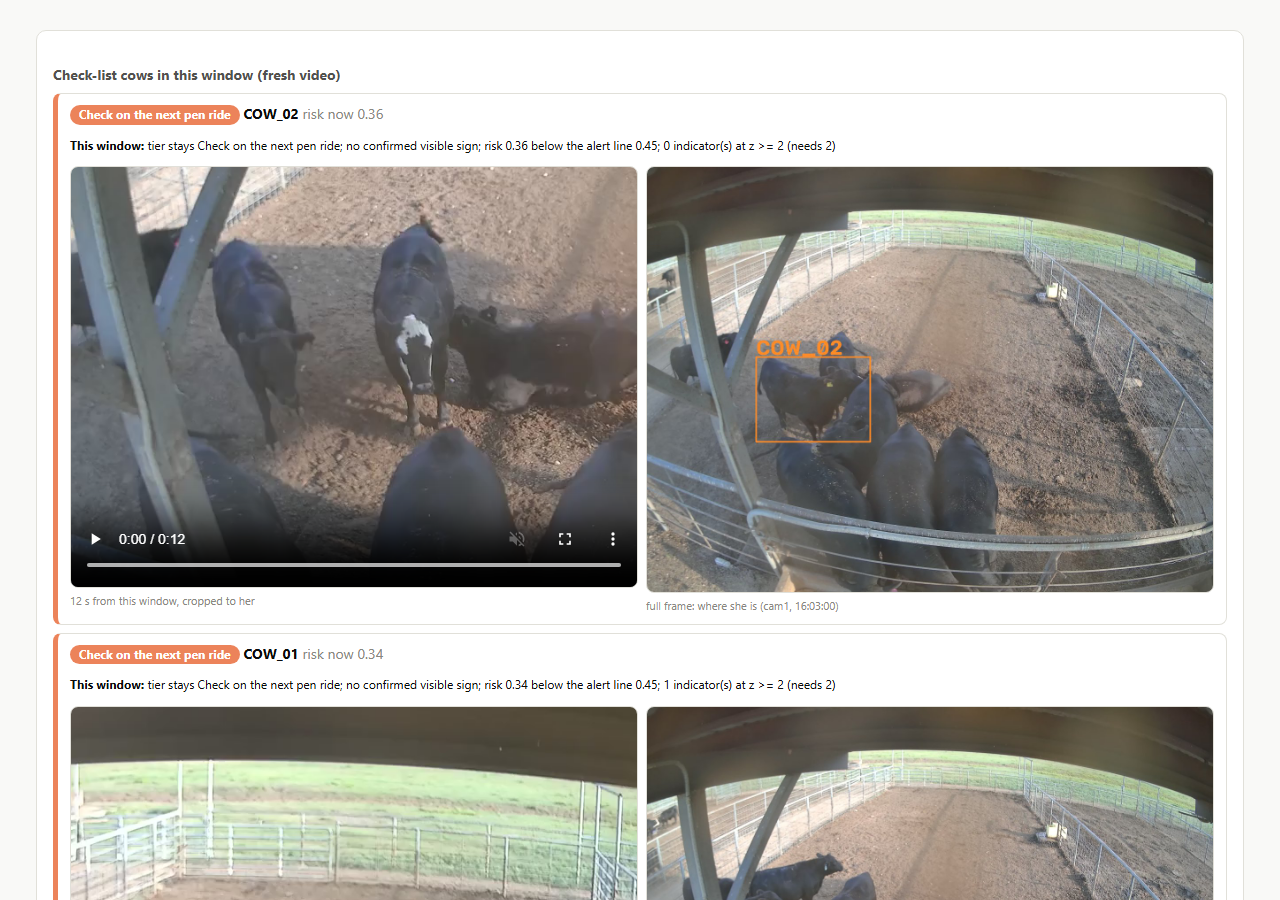 Check-list cows in this window (fresh video)
Check on the next pen ride COW_02 risk now 0.36
This window: tier stays Check on the next pen ride; no confirmed visible sign; risk 0.36 below the alert line 0.45; 0 indicator(s) at z >= 2 (needs 2)
COW_02
0:00 / 0:12
12 s from this window, cropped to her
full frame: where she is (cam1, 16:03:00)
Check on the next pen ride COW_01 risk now 0.34
This window: tier stays Check on the next pen ride; no confirmed visible sign; risk 0.34 below the alert line 0.45; 1 indicator(s) at z >= 2 (needs 2)